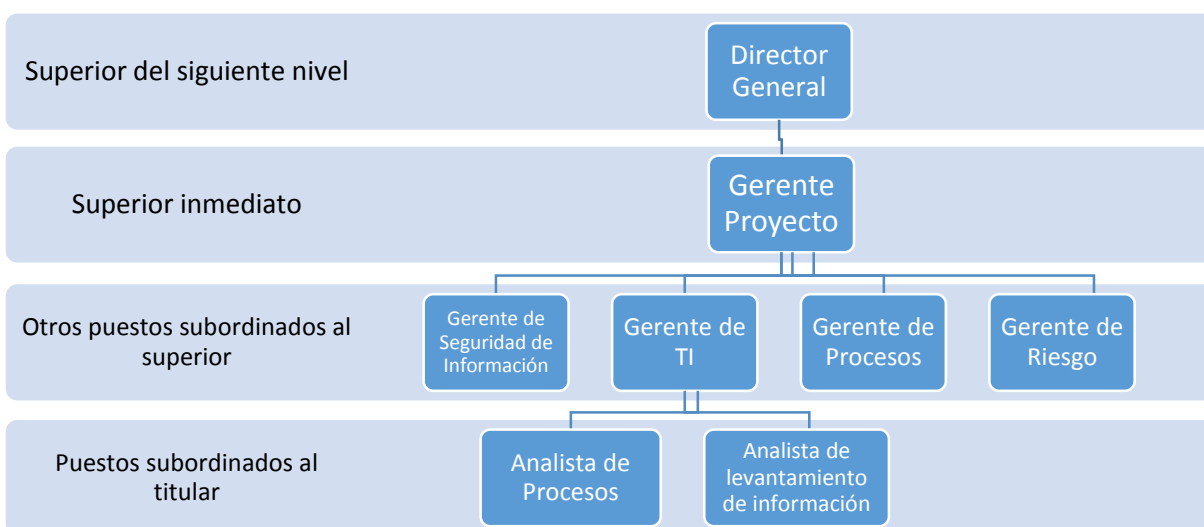 Superior del siguiente nivel
Director
General
Superior inmediato
Gerente
Proyecto
Otros puestos subordinados al
superior
Gerente de
Seguridad de
Información
Gerente de
TI
Gerente de
Procesos
Gerente de
Riesgo
Puestos subordinados al
titular
Analista de
Procesos
Analista de
levantamiento
de información